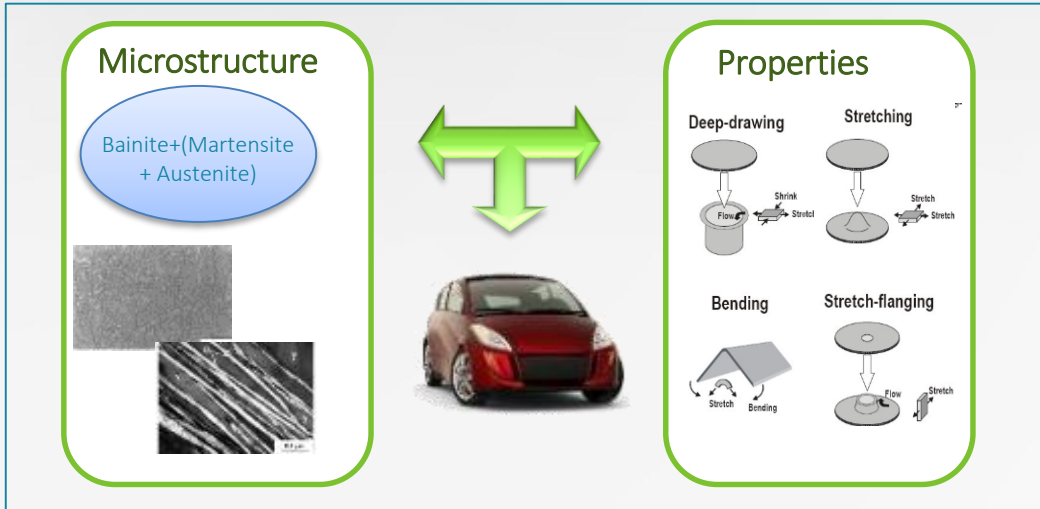 Microstructure
Bainite+(Martensite
+ Austenite)
Properties
Deep-drawing
Stretching
Shrink
Flow
Stretch
Stretch
Bending
Stretch-flanging
Stretch
Bending
Flow
Stretch